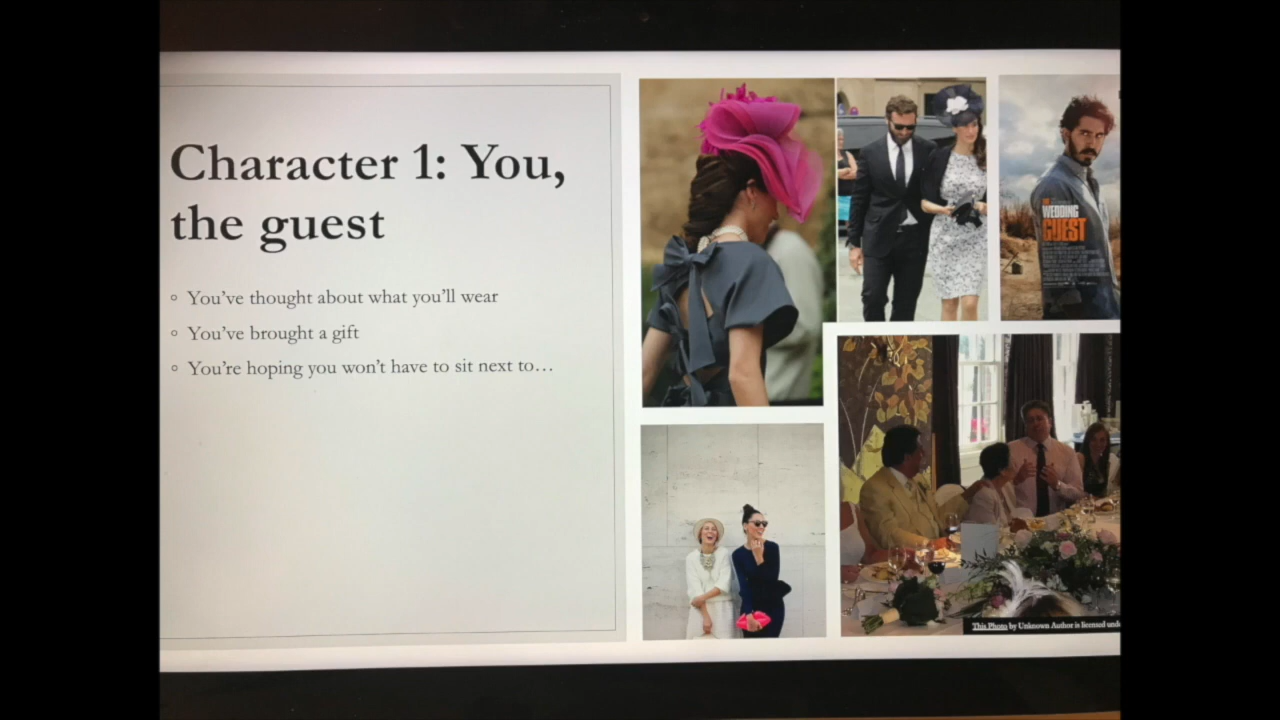 Character 1: You,
the guest
You've thought about what you'll wear
You've brought a gift
You're hoping you won't have to sit next to…
THE
WEDDING
GUEST
This Photo by Unknown Author is licensed